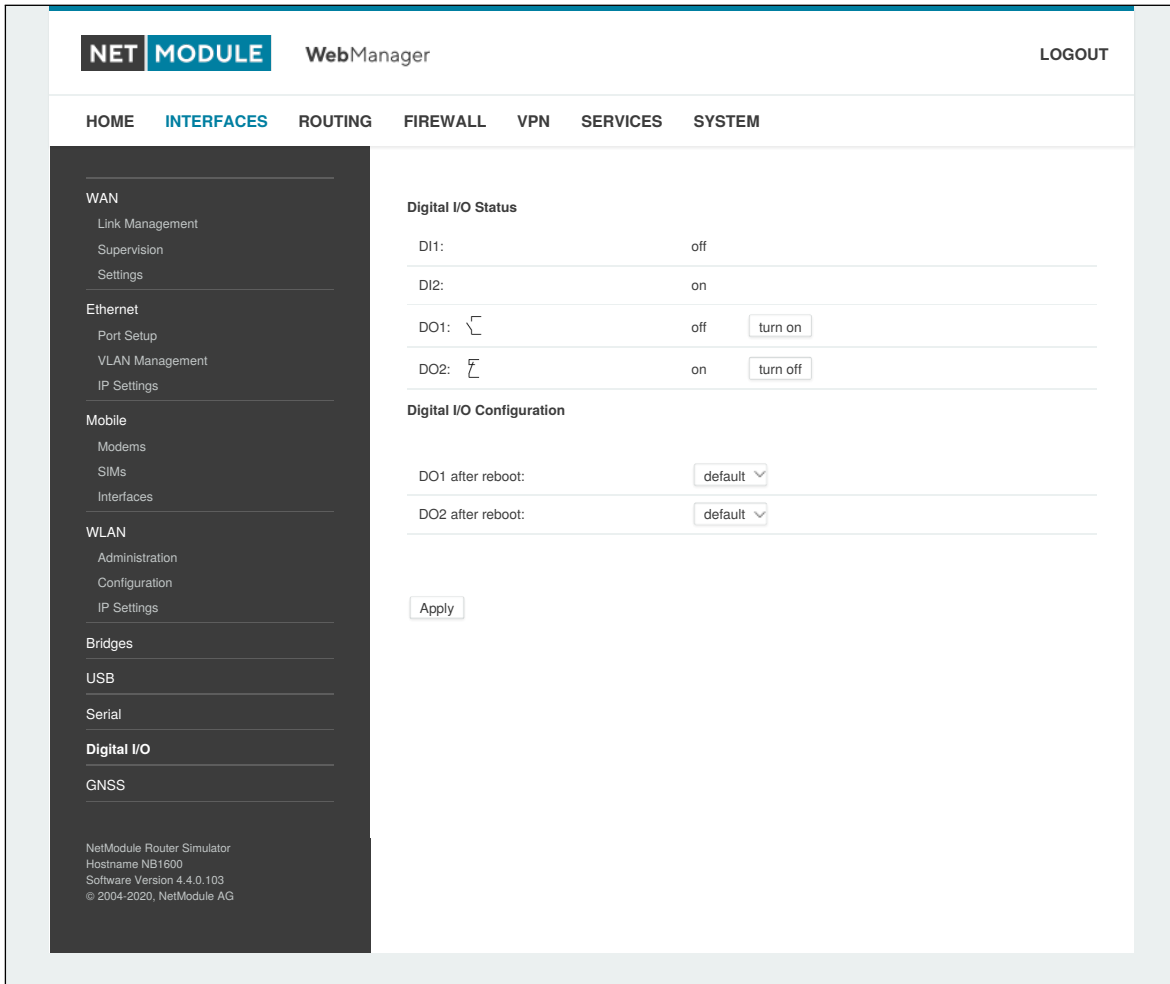 NET MODULE WebManager LOGOUT
HOME INTERFACES ROUTING FIREWALL VPN SERVICES SYSTEM
WAN
Link Management
Supervision
Settings
Ethernet
Port Setup
VLAN Management
IP Settings
Mobile
Modems
SIMs
Interfaces
WLAN
Administration
Configuration
IP Settings
Bridges
USB
Serial
Digital I/O
GNSS
NetModule Router Simulator
Hostname NB1600
Software Version 4.4.0.103
© 2004-2020, NetModule AG
Digital I/O Status
DI1: off
DI2: on
DO1: off turn on
DO2: on turn off
Digital I/O Configuration
DO1 after reboot: default
DO2 after reboot: default
Apply